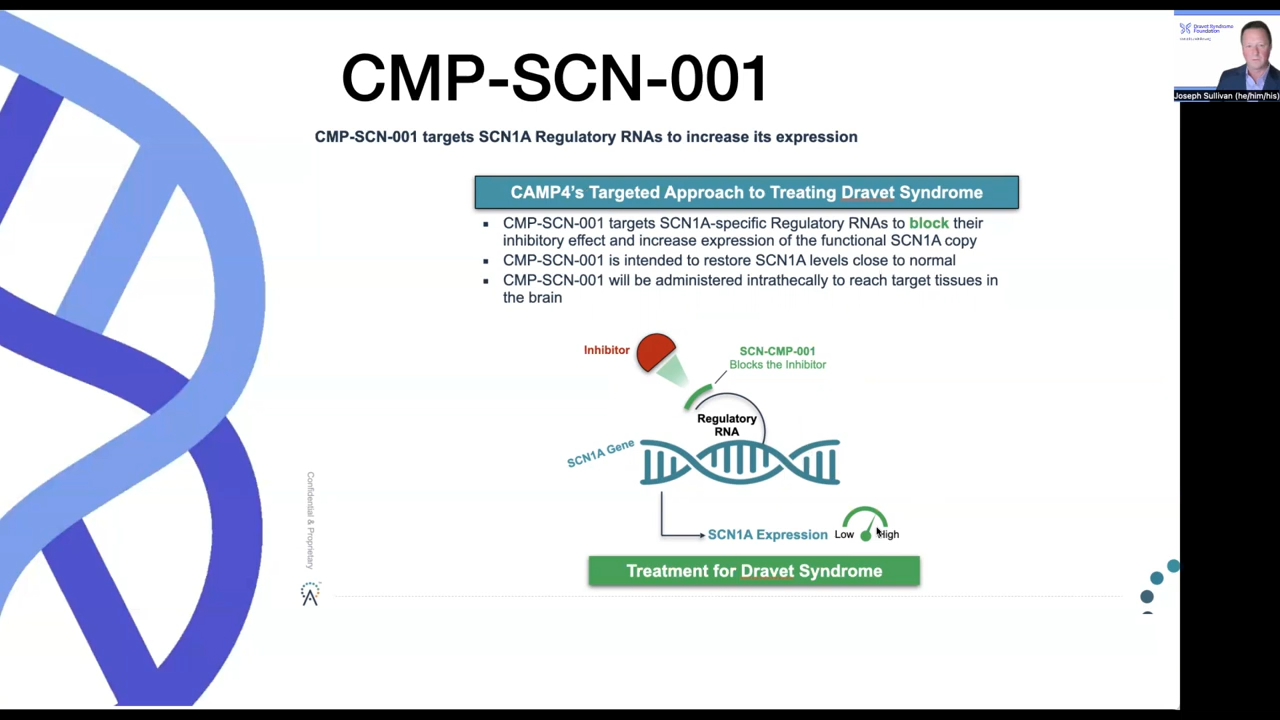 CMP-SCN-001
CMP-SCN-001 targets SCN1A Regulatory RNAs to increase its expression
CAMP4's Targeted Approach to Treating Dravet Syndrome
▪ CMP-SCN-001 targets SCN1A-specific Regulatory RNAs to block their
inhibitory effect and increase expression of the functional SCN1A copy
▪ CMP-SCN-001 is intended to restore SCN1A levels close to normal
▪ CMP-SCN-001 will be administered intrathecally to reach target tissues in
the brain
Inhibitor
SCN-CMP-001
Blocks the Inhibitor
Regulatory
RNA
SCN1A Gene
SCN1A Expression
Low
High
Treatment for Dravet Syndrome
Confidential & Proprietary
Dravet Syndrome
Foundation
Joseph Sullivan (he/him/his)